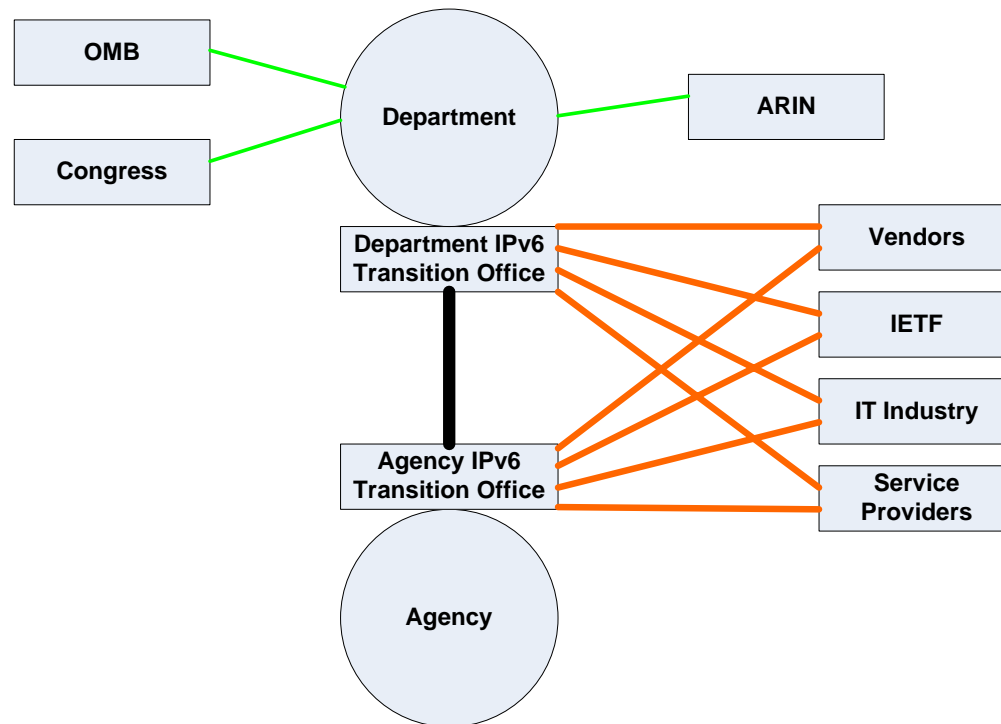 OMB
Department
ARIN
Congress
Department IPv6
Transition Office
Vendors
IETF
IT Industry
Agency IPv6
Transition Office
Service
Providers
Agency